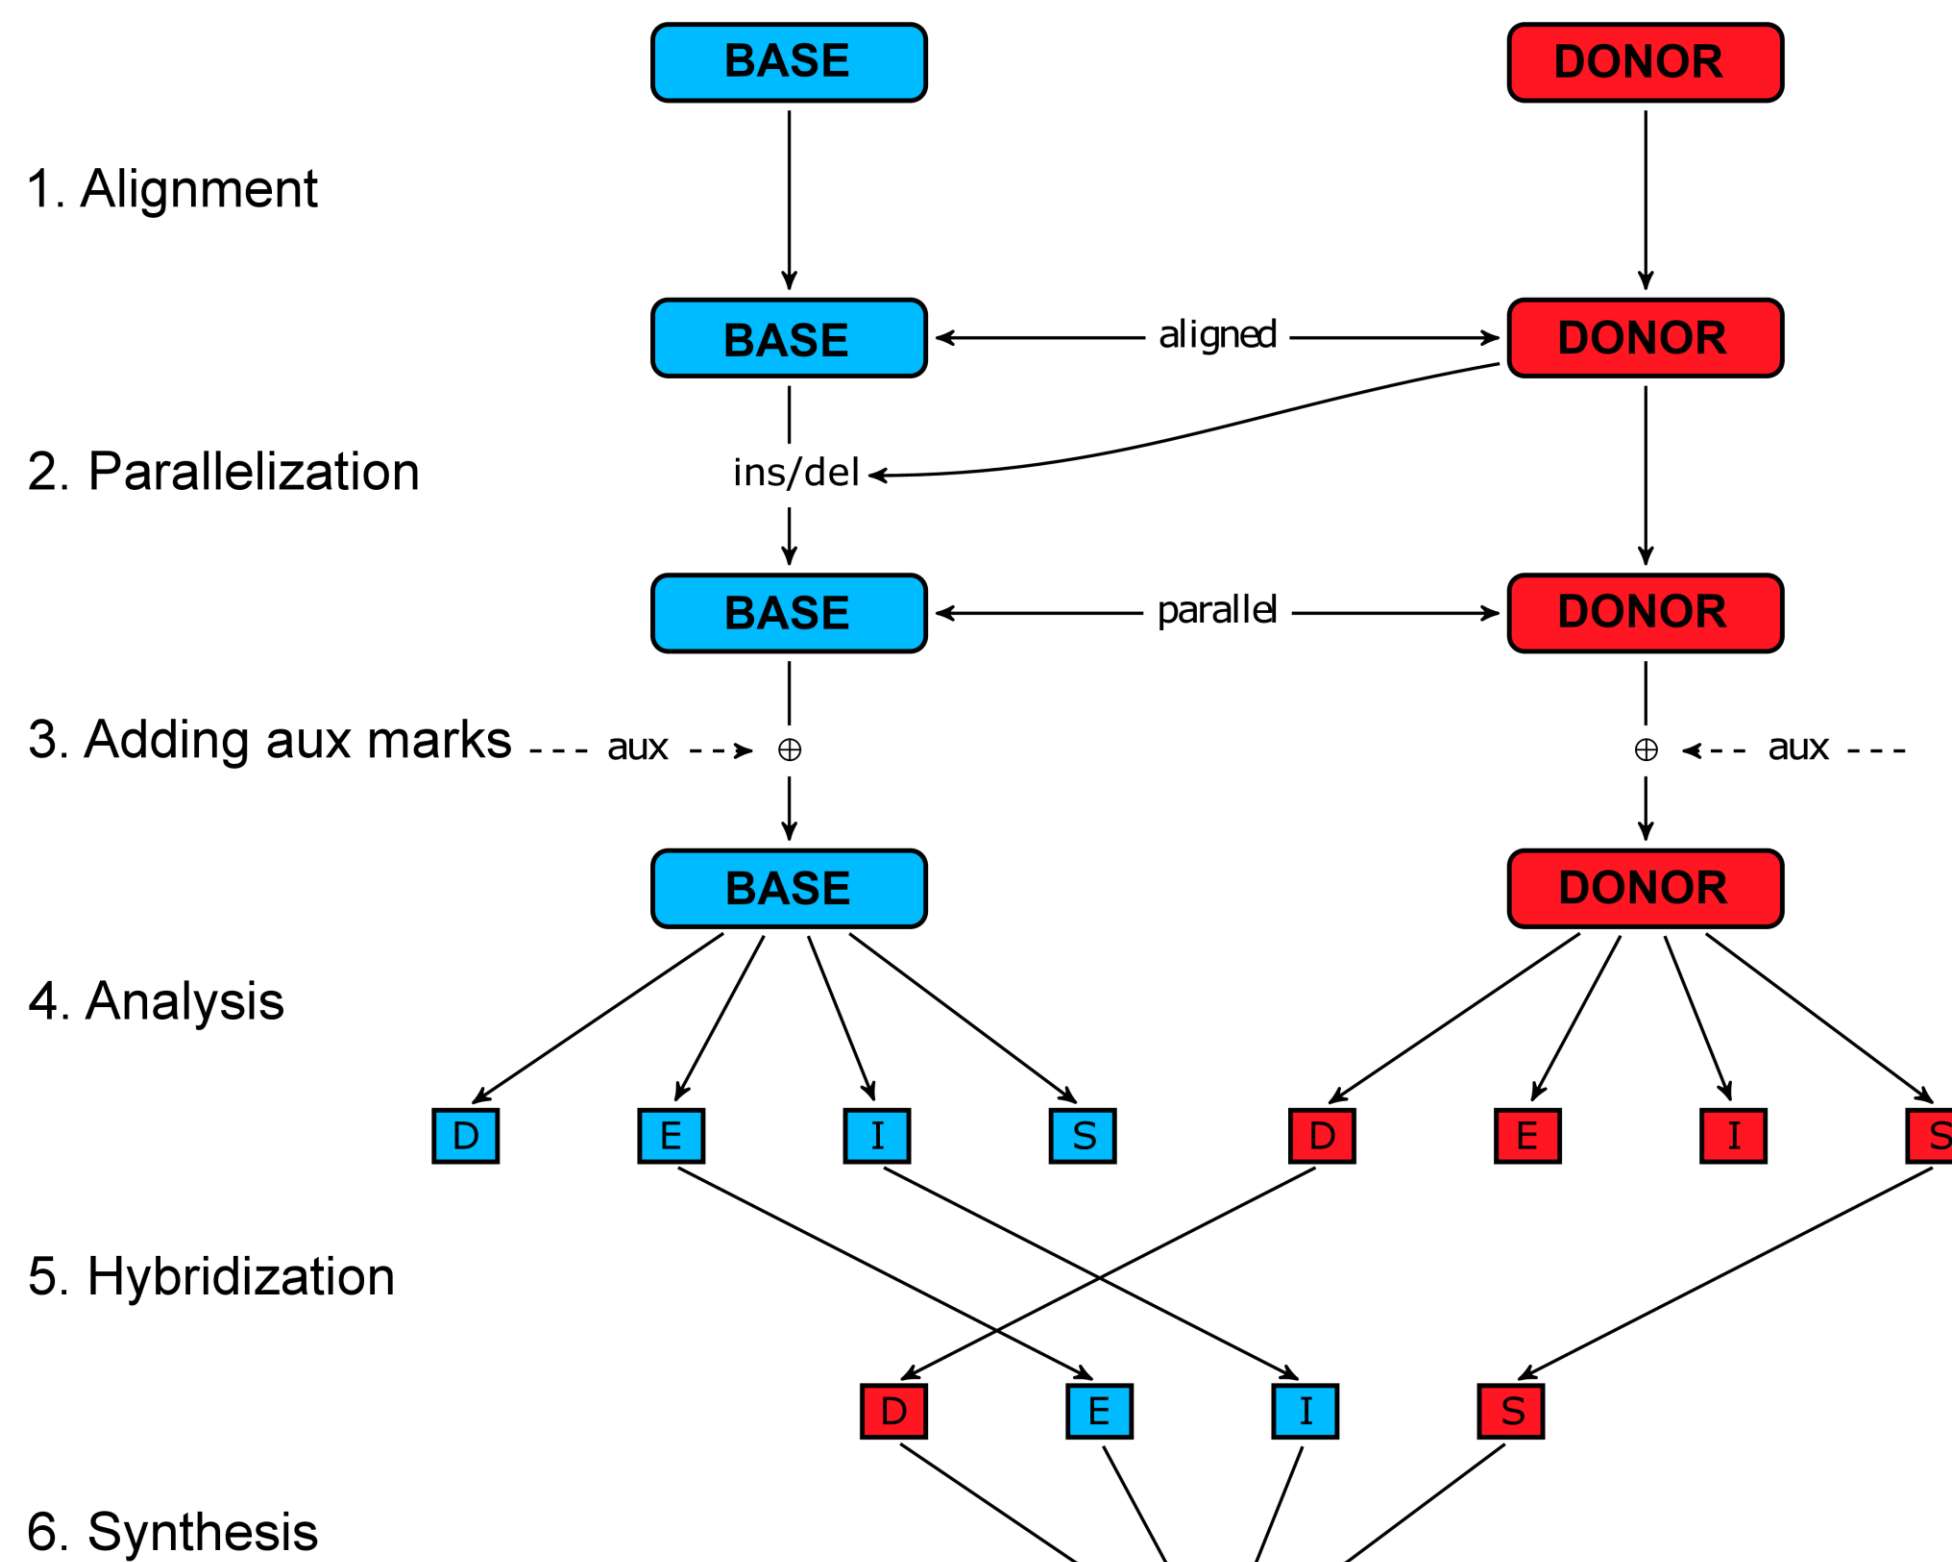 BASE DONOR
1. Alignment
BASE aligned DONOR
2. Parallelization ins/del
BASE parallel DONOR
3. Adding aux marks aux ⊕ ⊕ aux
BASE DONOR
4. Analysis
D E I S D E I S
5. Hybridization
D E I S
6. Synthesis